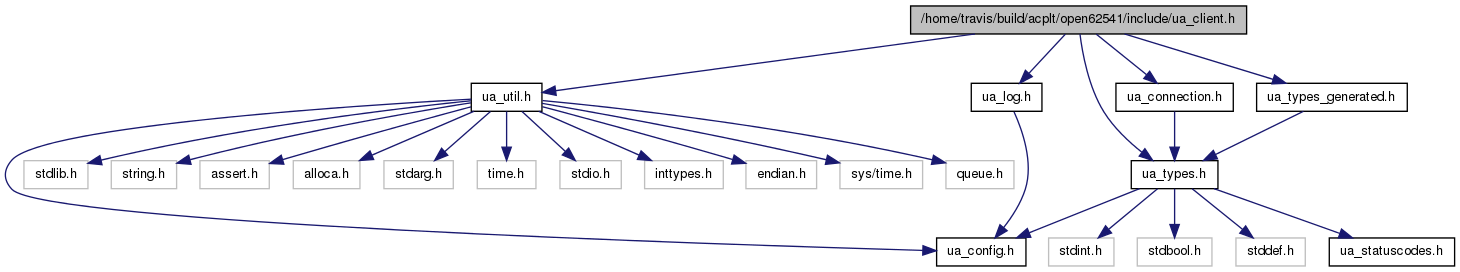 /home/travis/build/acplt/open62541/include/ua_client.h
ua_util.h
ua_log.h
ua_connection.h
ua_types_generated.h
stdlib.h
string.h
assert.h
alloca.h
stdarg.h
time.h
stdio.h
inttypes.h
endian.h
sys/time.h
queue.h
ua_types.h
ua_config.h
stdint.h
stdbool.h
stddef.h
ua_statuscodes.h